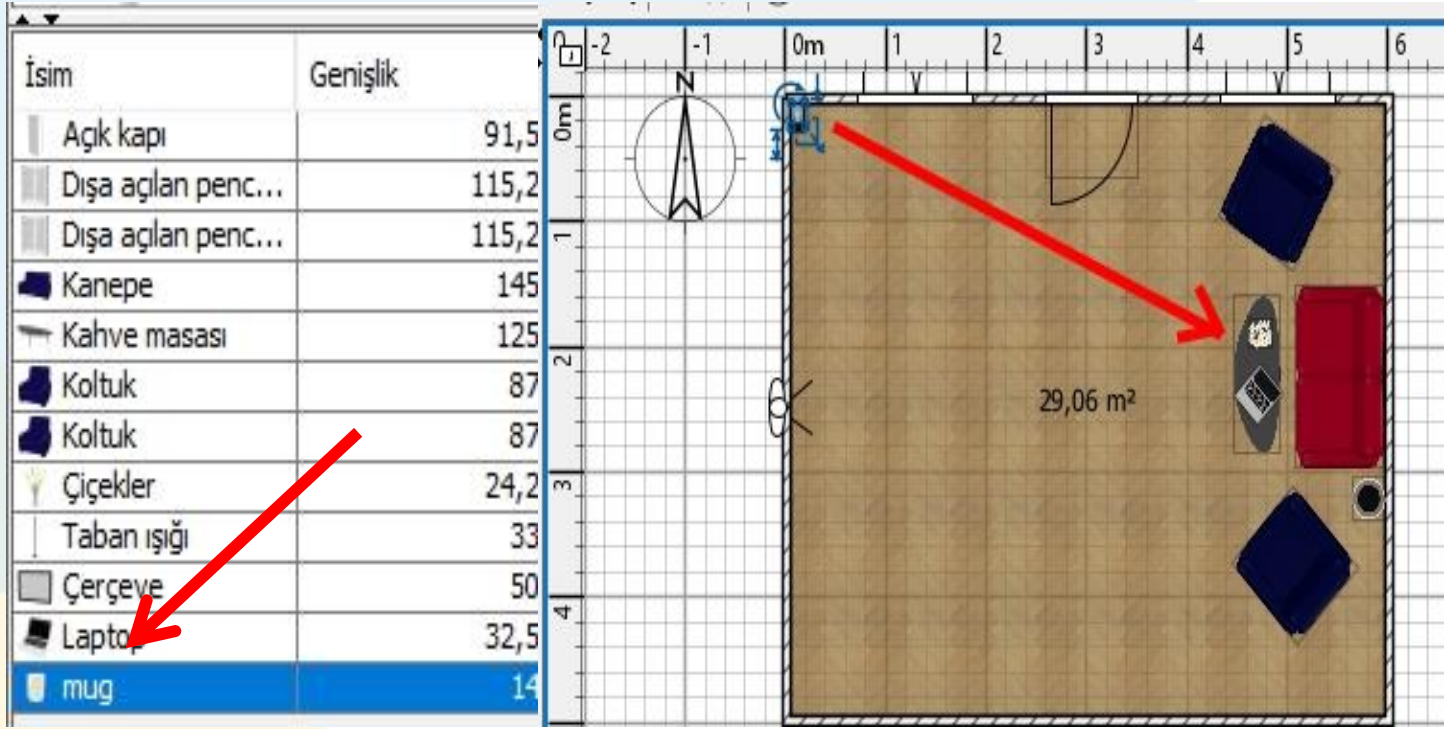 İsim Genişlik
Açık kapı 91,5
Dışa açılan penc... 115,2
Dışa açılan penc... 115,2
Kanepe 145
Kahve masası 125
Koltuk 87
Koltuk 87
Çiçekler 24,2
Taban ışığı 33
Çerçeve 50
Laptop 32,5
mug 14
-2 -1 0m 1 2 3 4 5 6
N
0m
1
2
3
4
29,06 m²